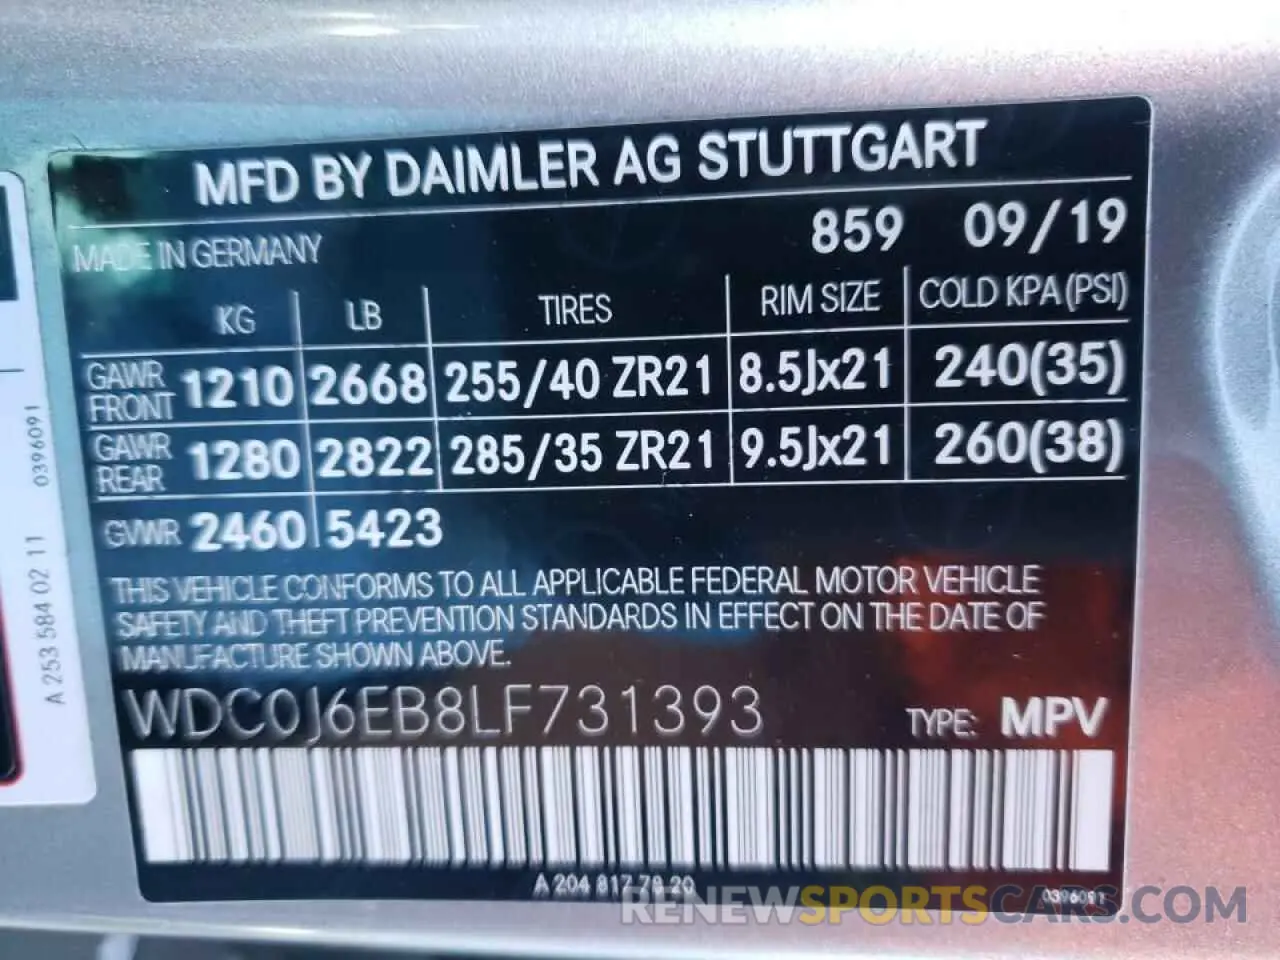 MFD BY DAIMLER AG STUTTGART
859 09/19
MADE IN GERMANY
KG LB TIRES RIM SIZE COLD KPA (PSI)
GAWR FRONT 1210 2668 255/40 ZR21 8.5Jx21 240(35)
GAWR REAR 1280 2822 285/35 ZR21 9.5Jx21 260(38)
GVWR 2460 5423
THIS VEHICLE CONFORMS TO ALL APPLICABLE FEDERAL MOTOR VEHICLE
SAFETY AND THEFT PREVENTION STANDARDS IN EFFECT ON THE DATE OF
MANUFACTURE SHOWN ABOVE.
WDC0J6EB8LF731393 TYPE: MPV
A 204 817 79 20
0396091
RENEWSPORTSCARS.COM
A 253 584 02 11 0396091